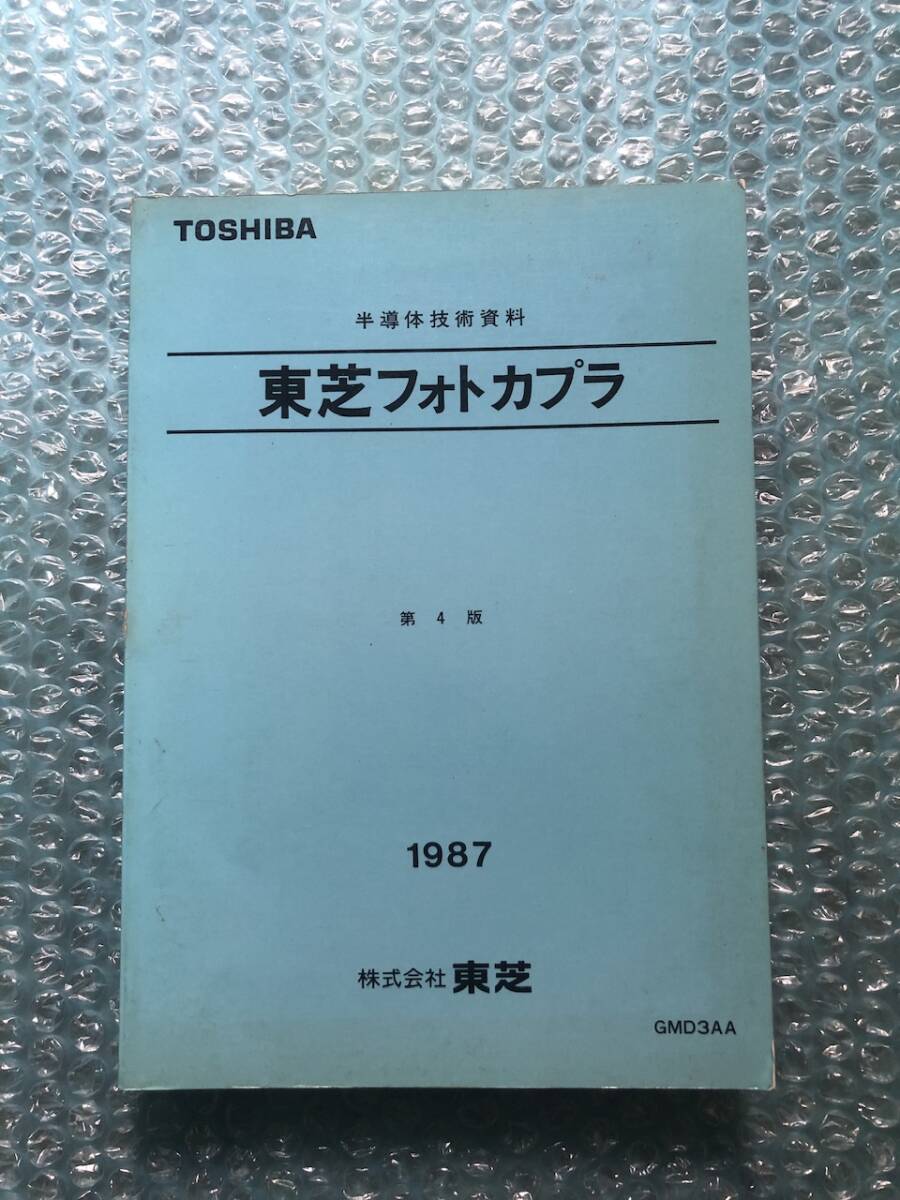 TOSHIBA
半導体技術資料
東芝フォトカプラ
第4版
1987
株式会社 東芝
GMD3AA